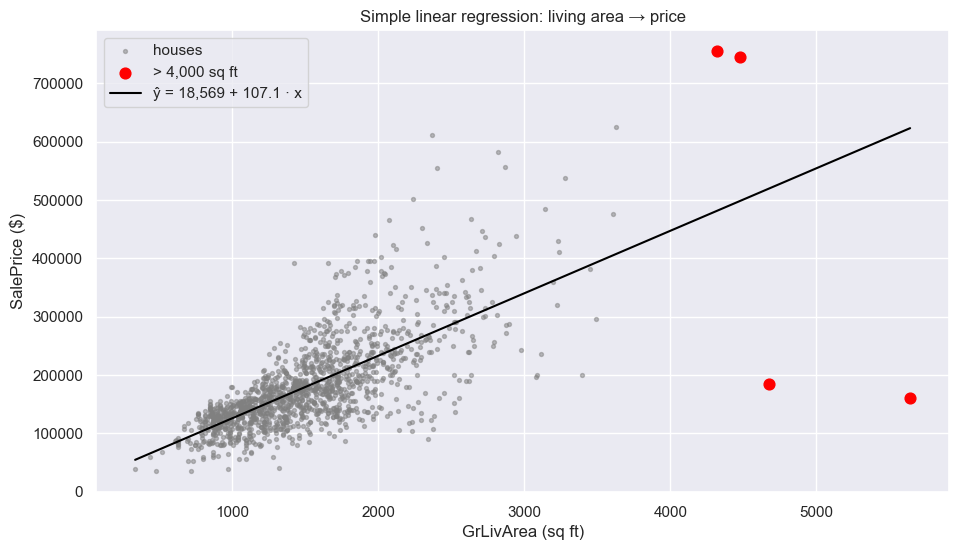 Simple linear regression: living area → price
houses
> 4,000 sq ft
ŷ = 18,569 + 107.1 · x
SalePrice ($)
700000
600000
500000
400000
300000
200000
100000
0
1000 2000 3000 4000 5000
GrLivArea (sq ft)